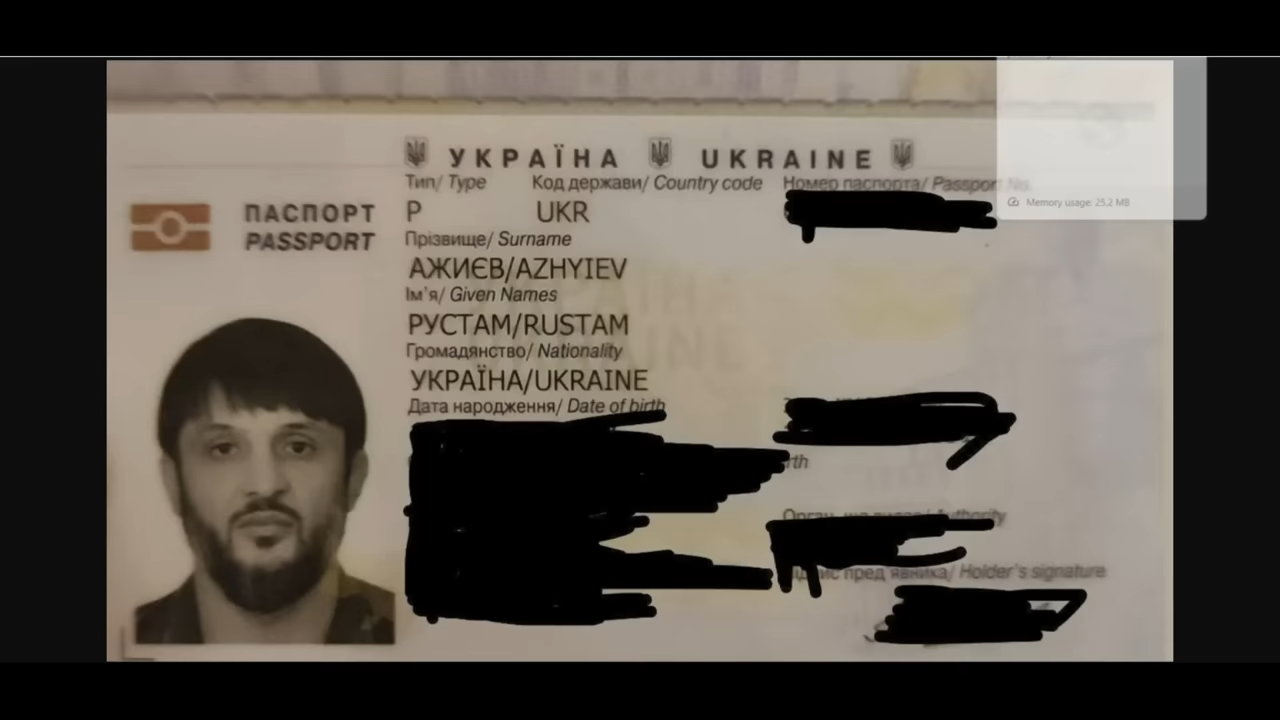 УКРАЇНА UKRAINE
Тип/ Type Код держави/ Country code Номер паспорта/ Passport No.
P UKR
Memory usage: 25.2 MB
ПАСПОРТ
PASSPORT
Прізвище/ Surname
АЖИЄВ/AZHYIEV
Ім'я/ Given Names
РУСТАМ/RUSTAM
Громадянство/ Nationality
УКРАЇНА/UKRAINE
Дата народження/ Date of birth
Authority
Holder's signature